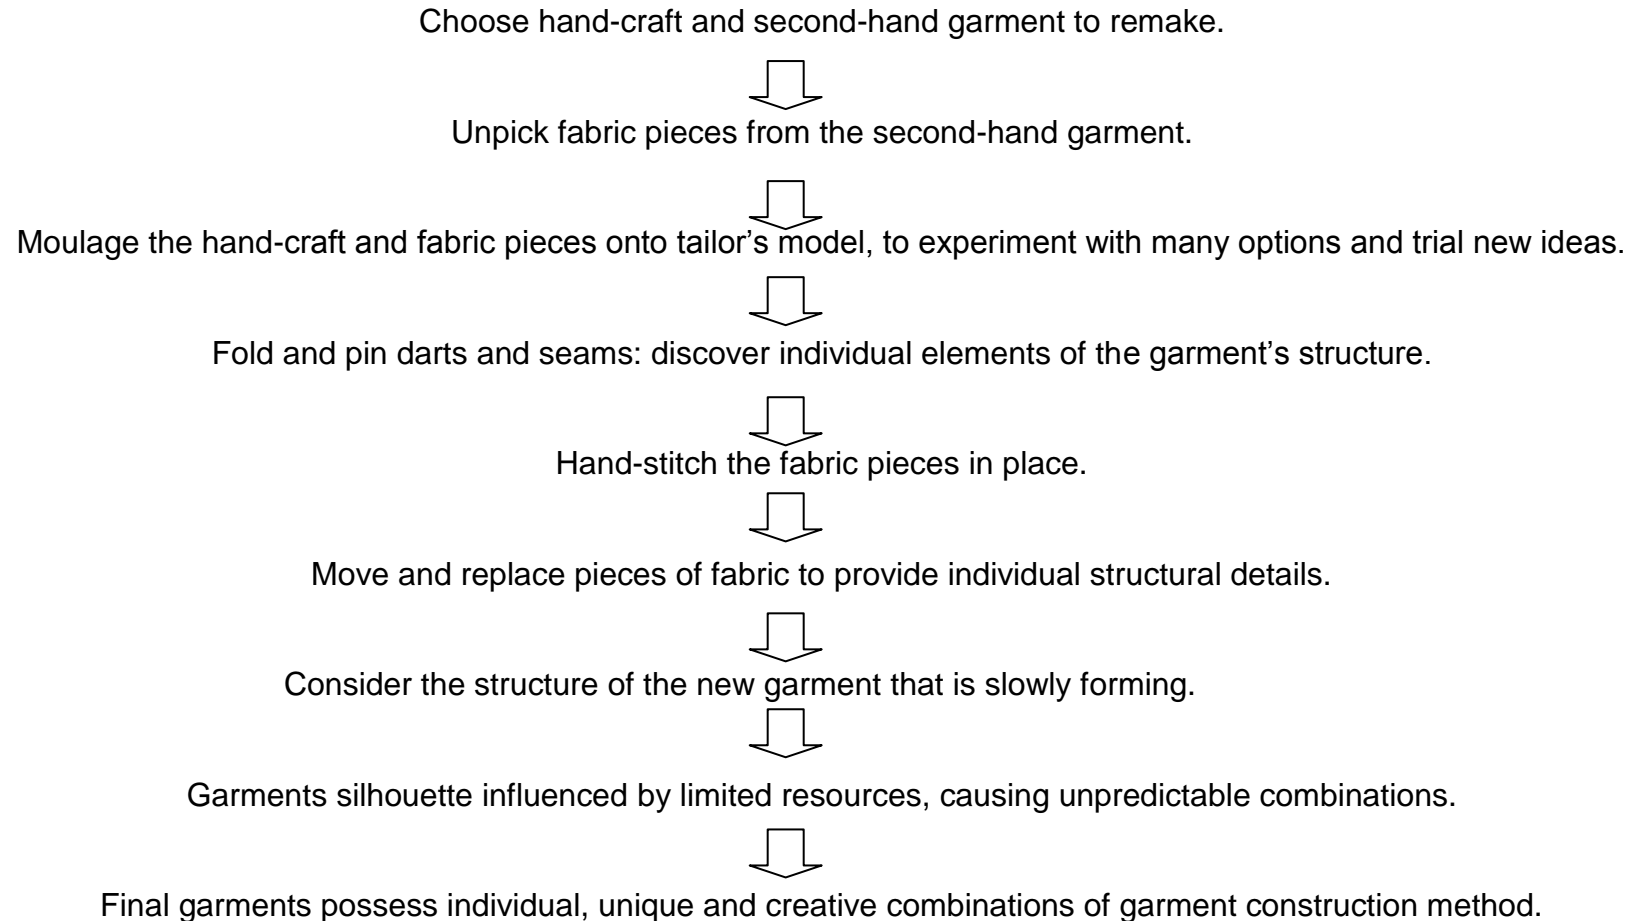 Choose hand-craft and second-hand garment to remake.
Unpick fabric pieces from the second-hand garment.
Moulage the hand-craft and fabric pieces onto tailor’s model, to experiment with many options and trial new ideas.
Fold and pin darts and seams: discover individual elements of the garment’s structure.
Hand-stitch the fabric pieces in place.
Move and replace pieces of fabric to provide individual structural details.
Consider the structure of the new garment that is slowly forming.
Garments silhouette influenced by limited resources, causing unpredictable combinations.
Final garments possess individual, unique and creative combinations of garment construction method.